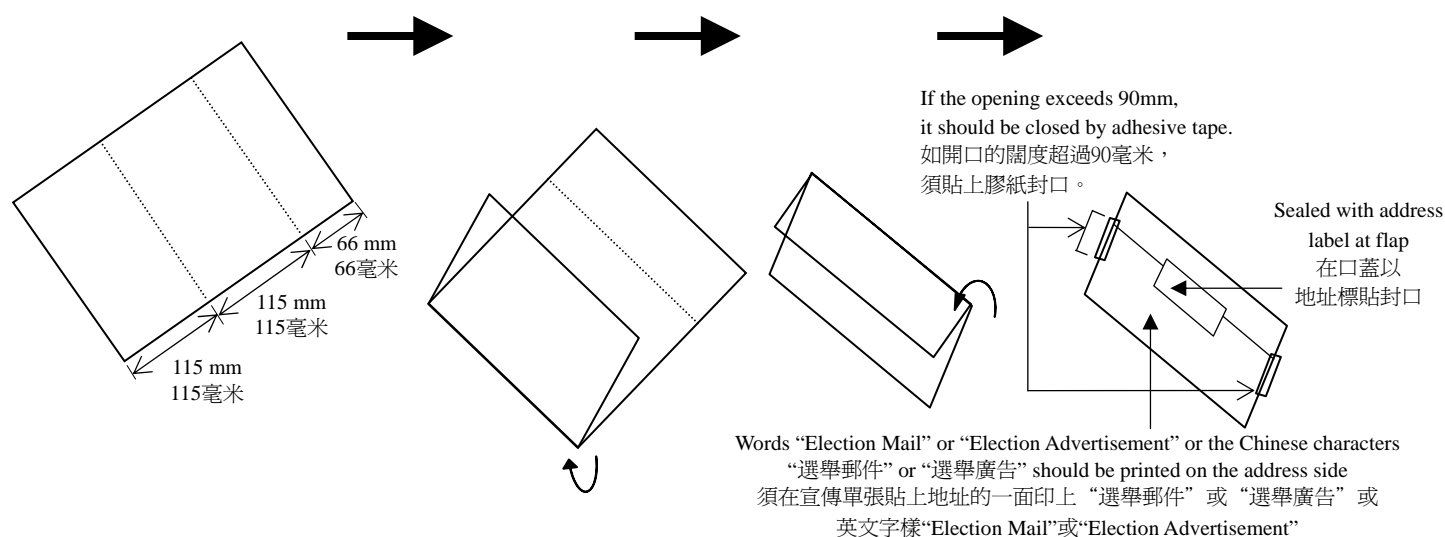 If the opening exceeds 90mm,
it should be closed by adhesive tape.
如開口的闊度超過90毫米，
須貼上膠紙封口。
Sealed with address
label at flap
在口蓋以
地址標貼封口
66 mm
66毫米
115 mm
115毫米
115 mm
115毫米
Words “Election Mail” or “Election Advertisement” or the Chinese characters
“選舉郵件” or “選舉廣告” should be printed on the address side
須在宣傳單張貼上地址的一面印上“選舉郵件”或“選舉廣告”或
英文字樣“Election Mail”或“Election Advertisement”